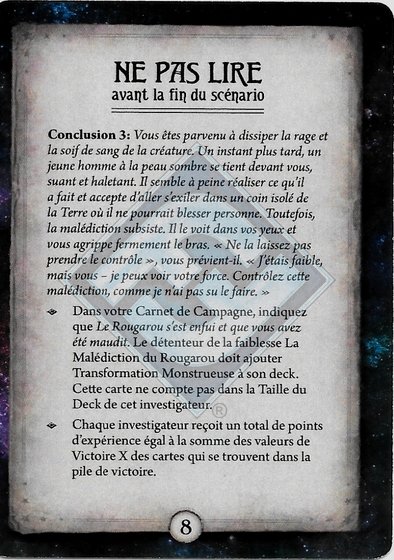 NE PAS LIRE
avant la fin du scénario
Conclusion 3: Vous êtes parvenu à dissiper la rage et
la soif de sang de la créature. Un instant plus tard, un
jeune homme à la peau sombre se tient devant vous,
suant et haletant. Il semble à peine réaliser ce qu'il
a fait et accepte d'aller s'exiler dans un coin isolé de
la Terre où il ne pourrait blesser personne. Toutefois,
la malédiction subsiste. Il le voit dans vos yeux et
vous agrippe fermement le bras. « Ne la laissez pas
prendre le contrôle », vous prévient-il. « J'étais faible,
mais vous – je peux voir votre force. Contrôlez cette
malédiction, comme je n'ai pas su le faire. »
Dans votre Carnet de Campagne, indiquez
que Le Rougarou s'est enfui et que vous avez
été maudit. Le détenteur de la faiblesse La
Malédiction du Rougarou doit ajouter
Transformation Monstrueuse à son deck.
Cette carte ne compte pas dans la Taille du
Deck de cet investigateur.
Chaque investigateur reçoit un total de points
d'expérience égal à la somme des valeurs de
Victoire X des cartes qui se trouvent dans la
pile de victoire.
®
8